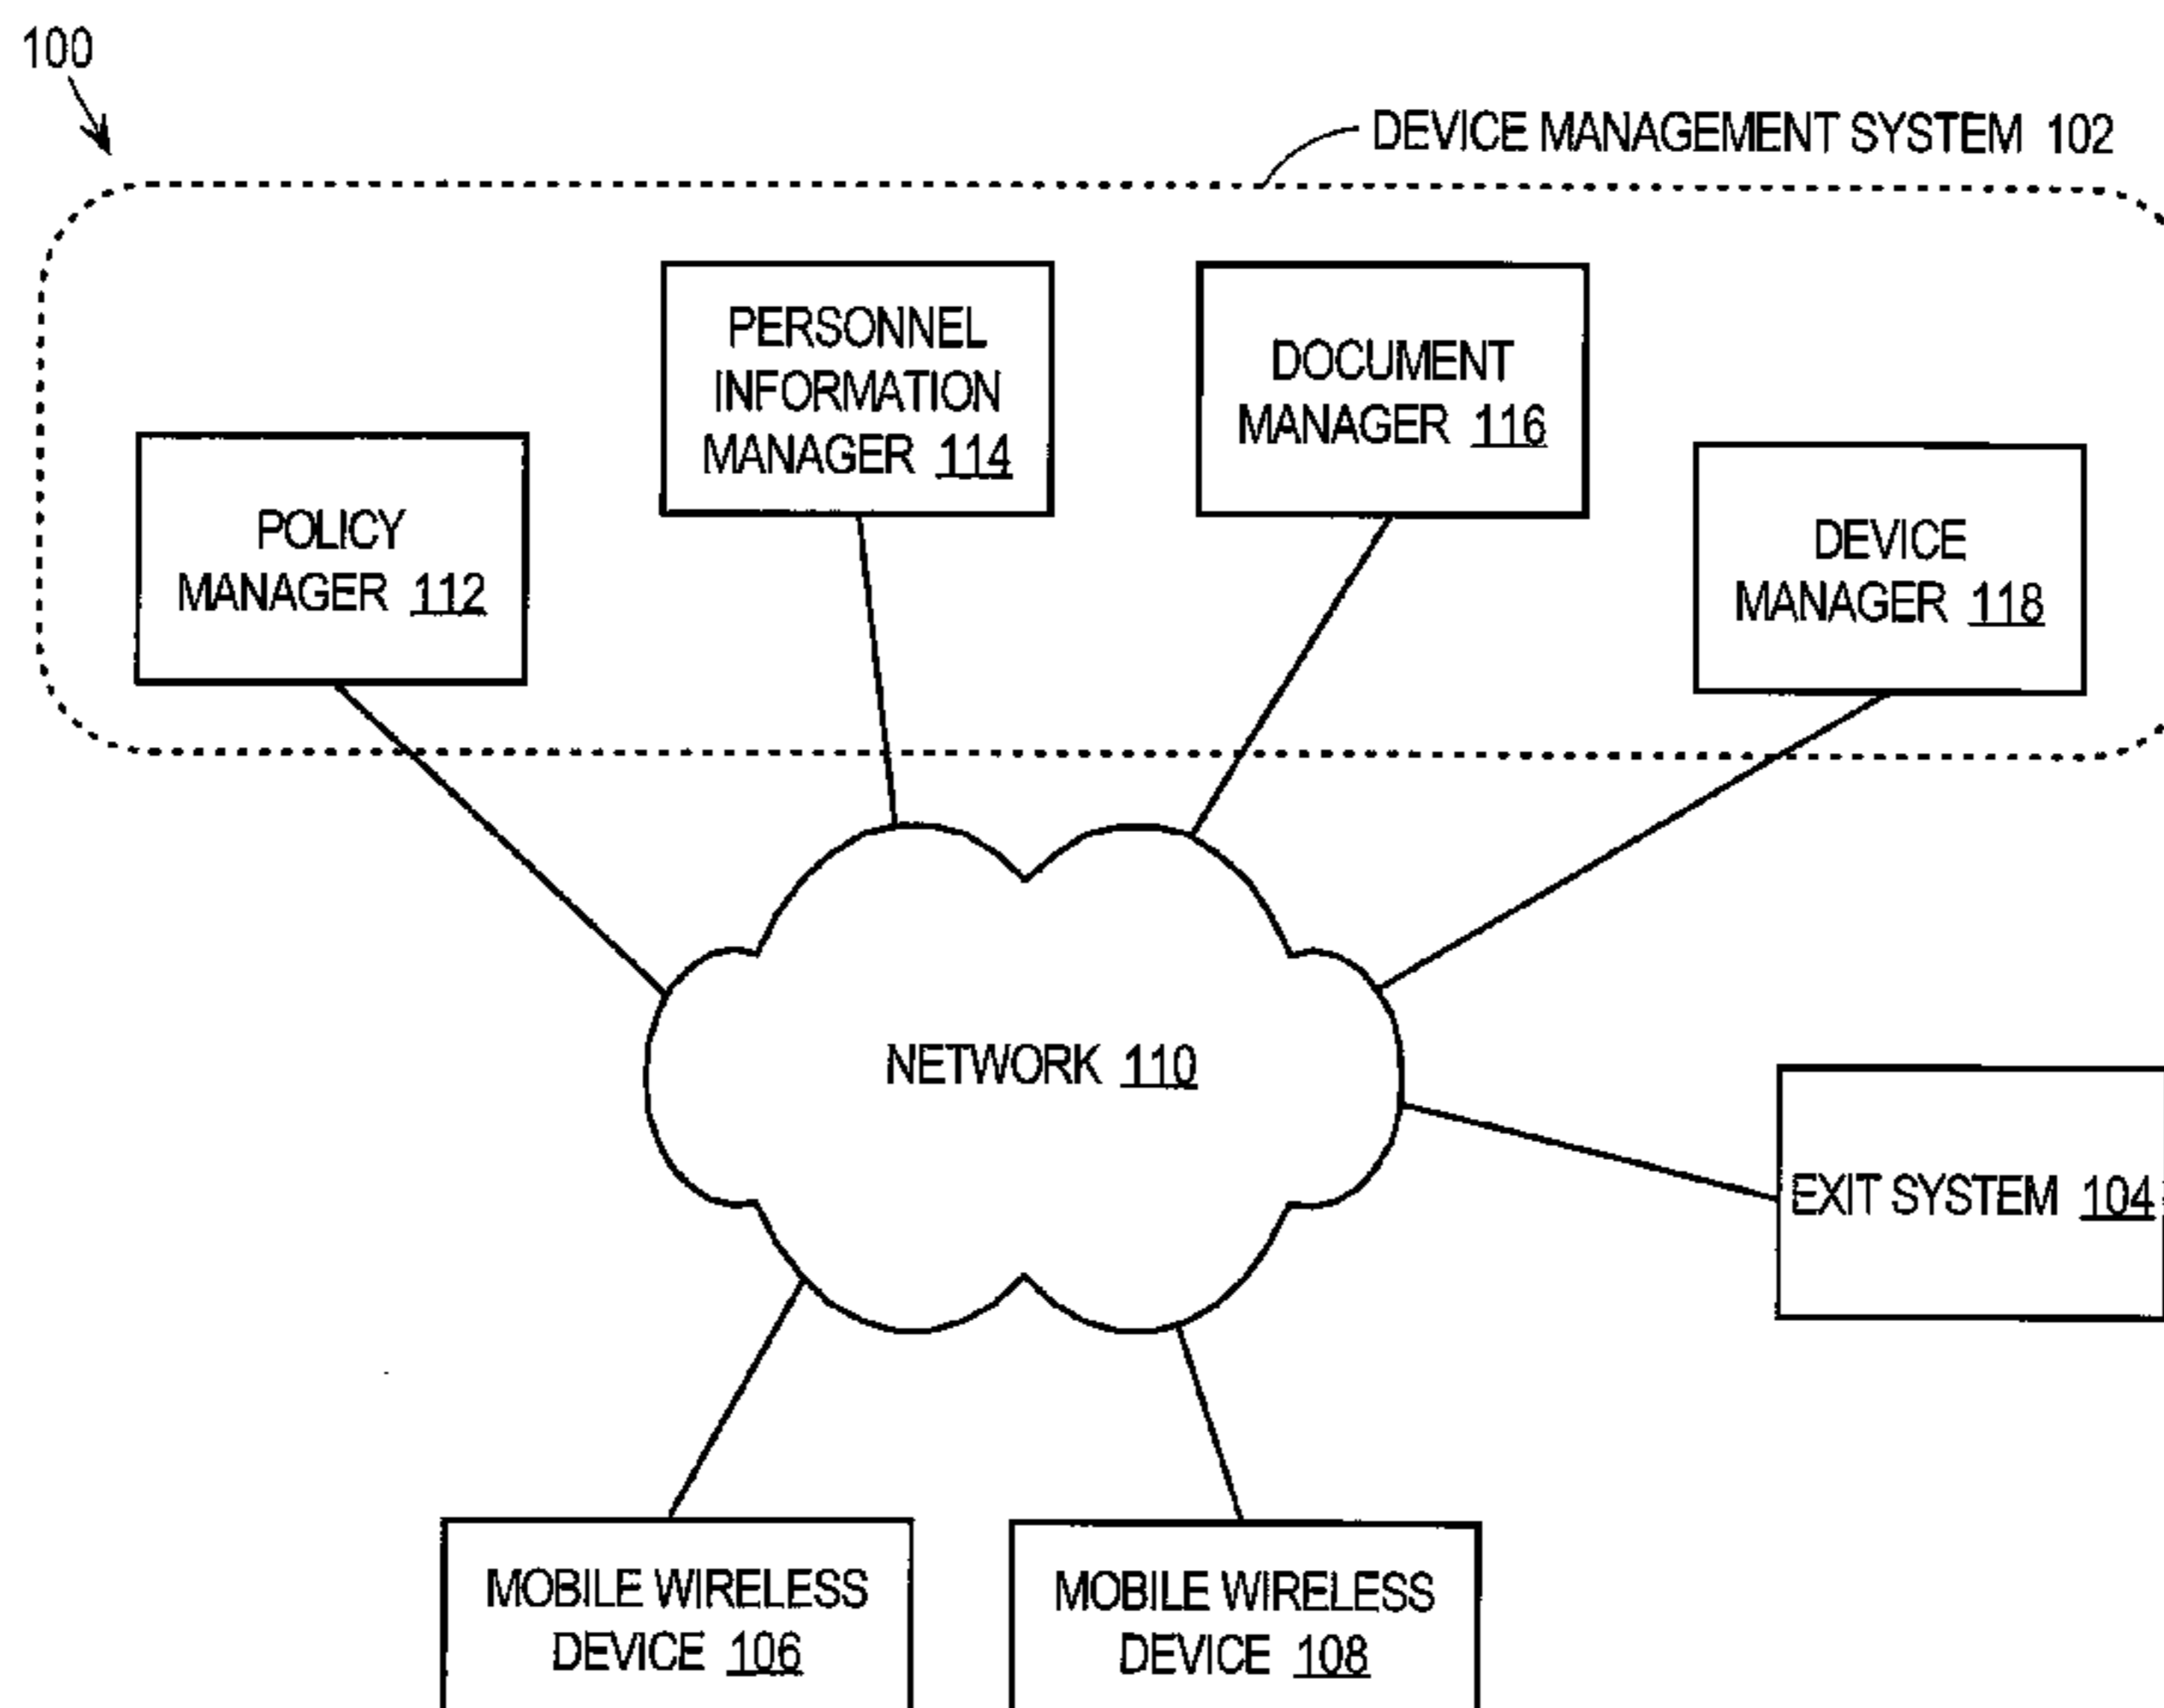 100
DEVICE MANAGEMENT SYSTEM 102
PERSONNEL
INFORMATION
MANAGER 114
DOCUMENT
MANAGER 116
POLICY
MANAGER 112
DEVICE
MANAGER 118
NETWORK 110
EXIT SYSTEM 104
MOBILE WIRELESS
DEVICE 106
MOBILE WIRELESS
DEVICE 108